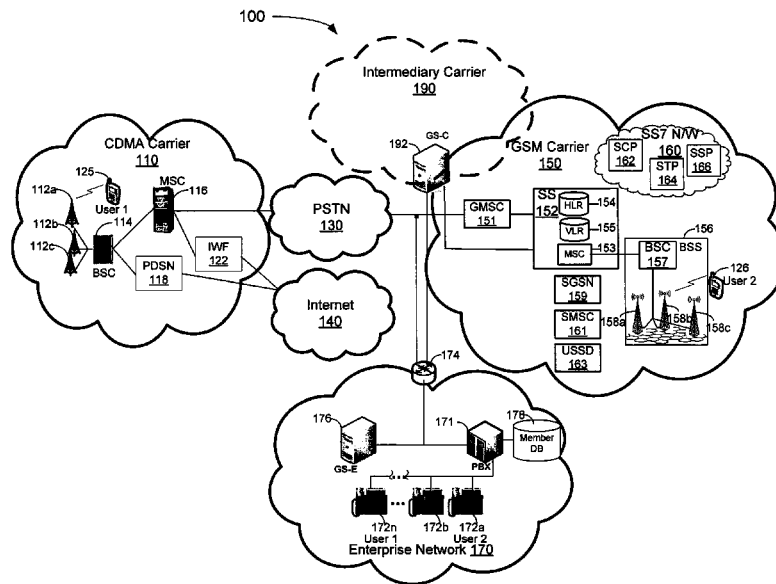 100
Intermediary Carrier
190
192
GS-C
CDMA Carrier
110
125
112a
User 1
112b
114
112c
BSC
MSC
116
IWF
122
PDSN
118
PSTN
130
Internet
140
GSM Carrier
150
SS7 N/W
160
SCP
162
SSP
166
STP
164
GMSC
151
SS
152
HLR
154
VLR
155
153
MSC
156
BSC
157
BSS
126
User 2
158a
158b
158c
SGSN
159
SMSC
161
USSD
163
174
176
GS-E
171
PBX
178
Member
DB
172n
User 1
172b
172a
User 2
Enterprise Network 170